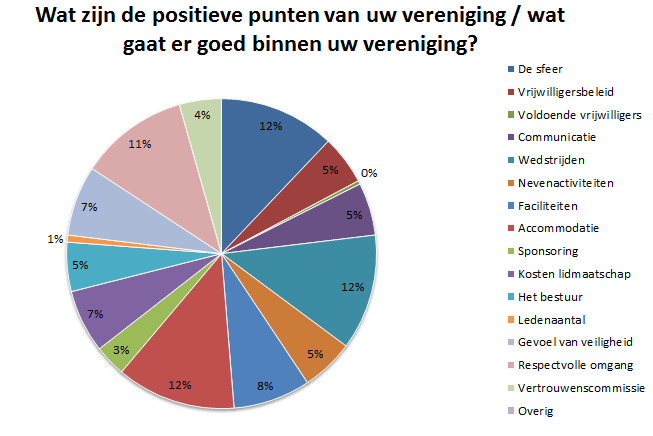 Wat zijn de positieve punten van uw vereniging / wat
gaat er goed binnen uw vereniging?
12%
5%
0%
5%
12%
5%
8%
12%
3%
7%
5%
1%
7%
11%
4%
De sfeer
Vrijwilligersbeleid
Voldoende vrijwilligers
Communicatie
Wedstrijden
Nevenactiviteiten
Faciliteiten
Accommodatie
Sponsoring
Kosten lidmaatschap
Het bestuur
Ledenaantal
Gevoel van veiligheid
Respectvolle omgang
Vertrouwenscommissie
Overig